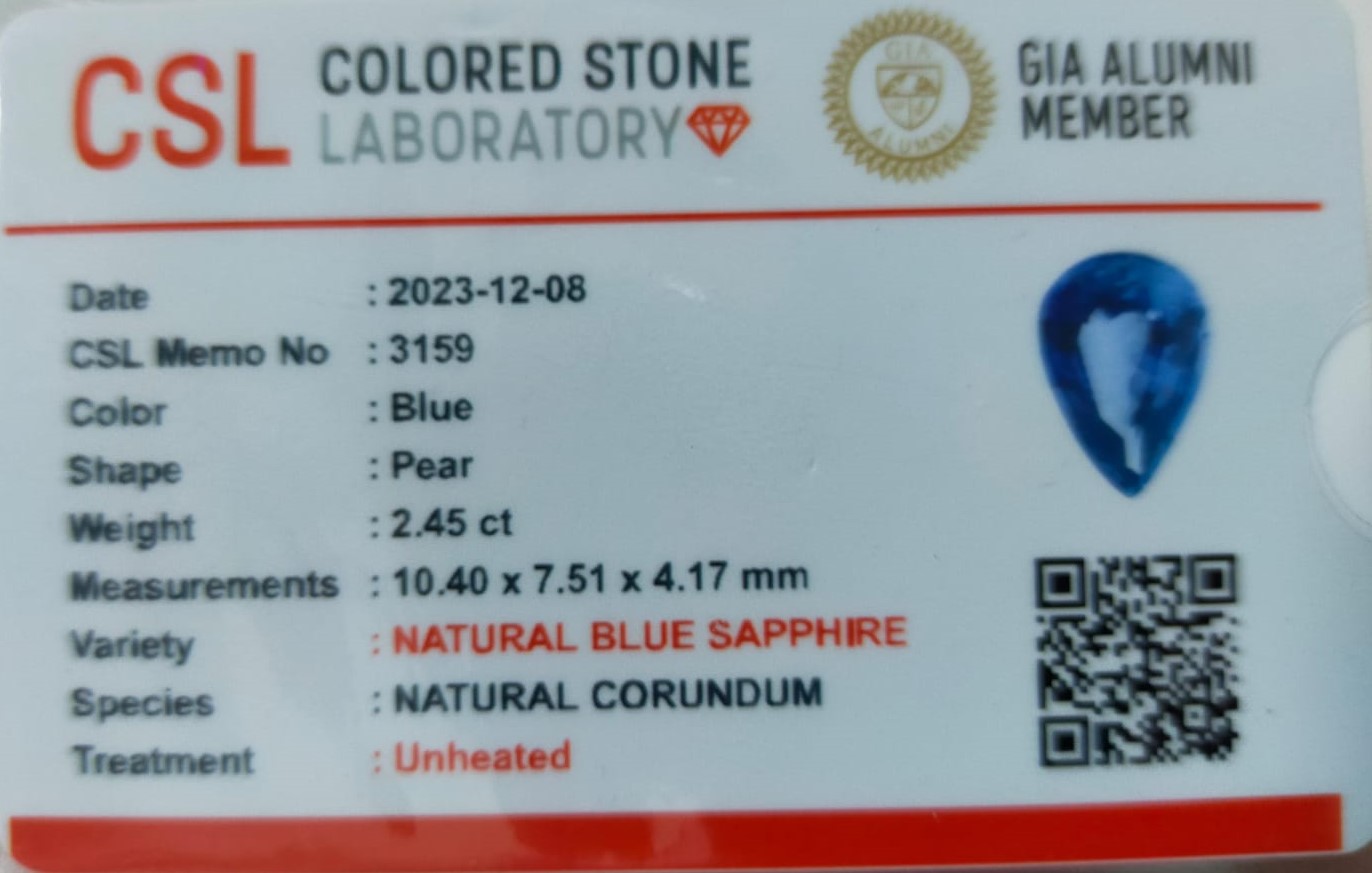 CSL COLORED STONE LABORATORY
GIA ALUMNI MEMBER
GIA ALUMNI
Date : 2023-12-08
CSL Memo No : 3159
Color : Blue
Shape : Pear
Weight : 2.45 ct
Measurements : 10.40 x 7.51 x 4.17 mm
Variety : NATURAL BLUE SAPPHIRE
Species : NATURAL CORUNDUM
Treatment : Unheated